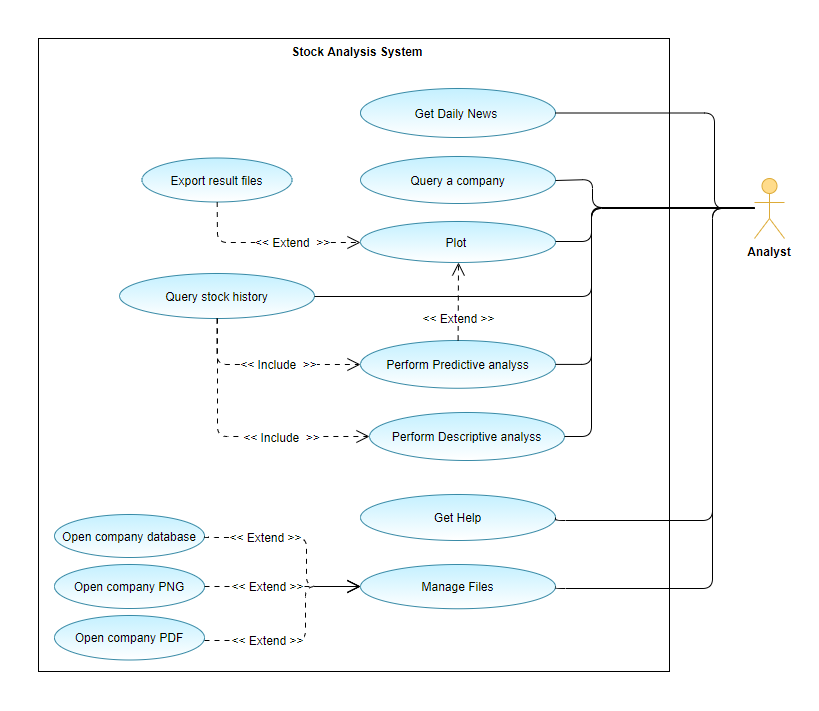 Stock Analysis System
Get Daily News
Export result files
Query a company
<< Extend >>
Plot
Analyst
Query stock history
<< Extend >>
<< Include >>
Perform Predictive analyss
<< Include >>
Perform Descriptive analyss
Get Help
Open company database
<< Extend >>
Open company PNG
<< Extend >>
Manage Files
Open company PDF
<< Extend >>